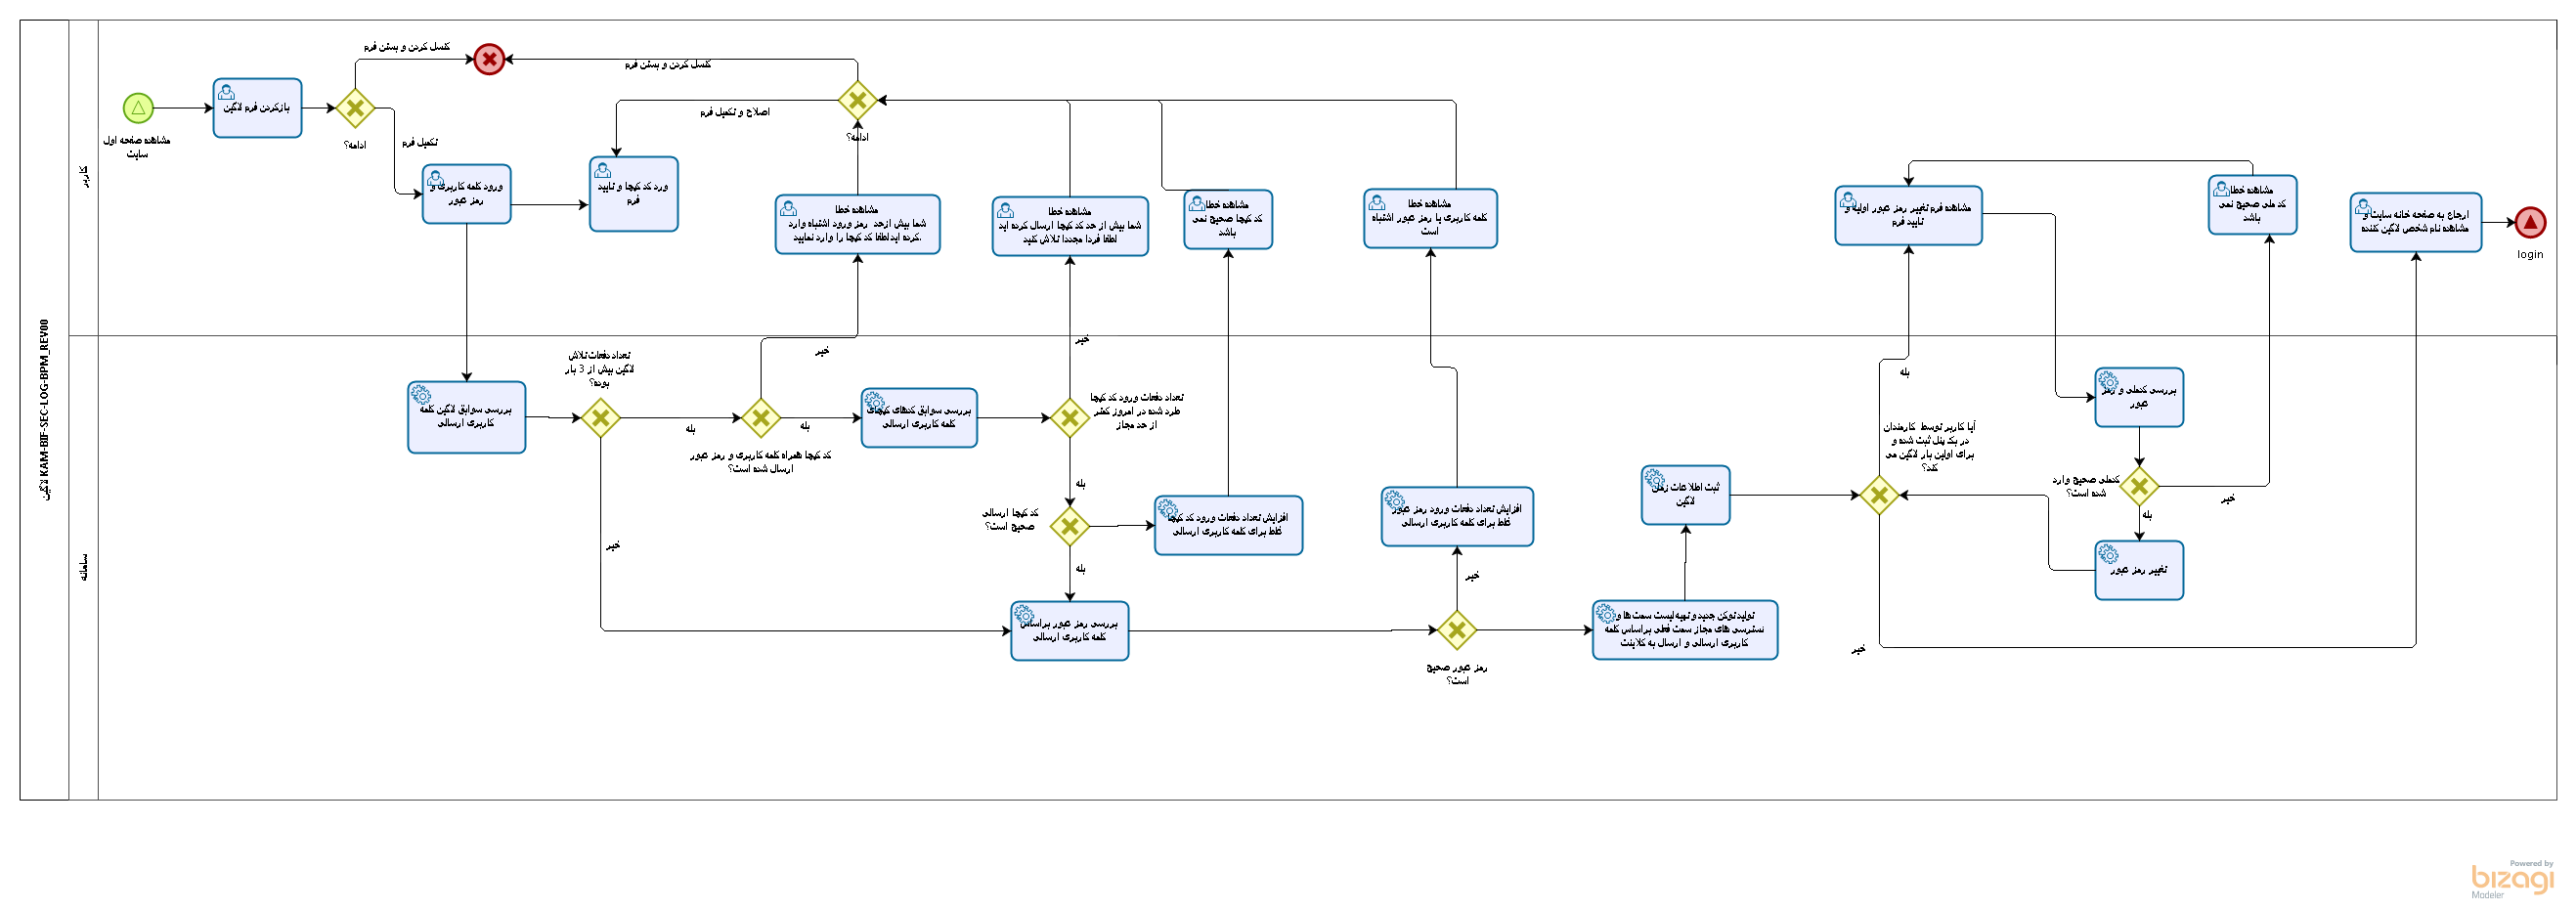 لاگین KAM-BIF-SEC-LOG-BPM_REV00
کاربر
سامانه
مشاهده صفحه اول
سایت
بازکردن فرم لاگین
ادامه؟
کنسل کردن و بستن فرم
تکمیل فرم
ورود کلمه کاربری و
رمز عبور
ورد کد کپچا و تایید
فرم
کنسل کردن و بستن فرم
اصلاح و تکمیل فرم
ادامه؟
مشاهده خطا
شما بیش ازحد رمز ورود اشتباه وارد
کرده ایدلطفا کد کپچا را وارد نمایید.
مشاهده خطا
شما بیش از حد کد کپچا ارسال کرده اید
لطفا فردا مجددا تلاش کنید
مشاهده خطا
کد کپچا صحیح نمی
باشد
مشاهده خطا
کلمه کاربری یا رمز عبور اشتباه
است
مشاهده فرم تغییر رمز عبور اولیه و
تایید فرم
مشاهده خطا
کد ملی صحیح نمی
باشد
ارجاع به صفحه خانه سایت و
مشاهده نام شخص لاگین کننده
login
بررسی سوابق لاگین کلمه
کاربری ارسالی
تعداد دفعات تلاش
لاگین بیش از 3 بار
بوده؟
بله
خیر
کد کپچا همراه کلمه کاربری و رمز عبور
ارسال شده است؟
خیر
بله
بررسی سوابق کدهای کپچای
کلمه کاربری ارسالی
تعداد دفعات ورود کد کپچا
طرد شده در امروز کمتر
از حد مجاز
خیر
بله
کد کپچا ارسالی
صحیح است؟
بله
افزایش تعداد دفعات ورود کد کپچا
غلط برای کلمه کاربری ارسالی
بررسی رمز عبور براساس
کلمه کاربری ارسالی
افزایش تعداد دفعات ورود رمز عبور
غلط برای کلمه کاربری ارسالی
خیر
رمز عبور صحیح
است؟
تولیدتوکن جدید و تهیه لیست سمت ها و
دسترسی های مجاز سمت فعلی براساس کلمه
کاربری ارسالی و ارسال به کلاینت
ثبت اطلاعات زمان
لاگین
آیا کاربر توسط کارمندان
در بک پنل ثبت شده و
برای اولین بار لاگین می
کند؟
بله
خیر
بررسی کدملی و رمز
عبور
کدملی صحیح وارد
شده است؟
خیر
بله
تغییر رمز عبور
Powered by
bizagi
Modeler